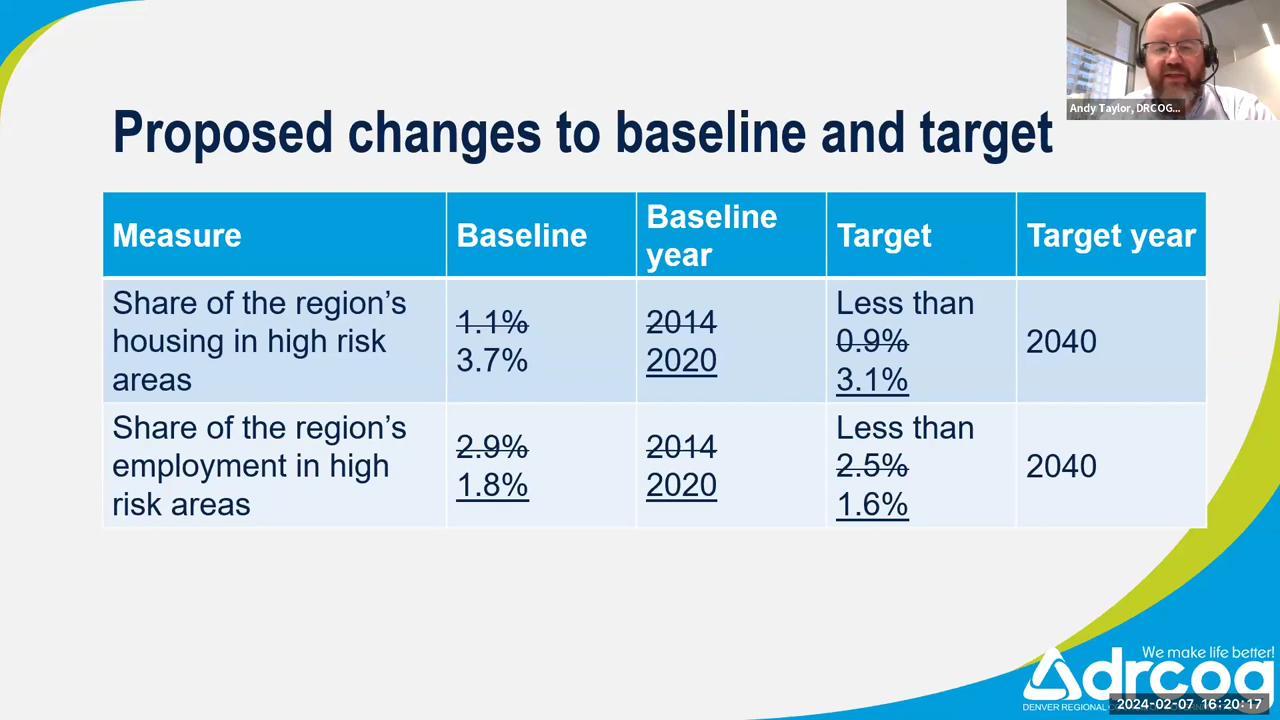 Andy Taylor, DRCOG...
Proposed changes to baseline and target
Measure
Baseline
Baseline
year
Target
Target year
Share of the region’s
housing in high risk
areas
1.1%
3.7%
2014
2020
Less than
0.9%
3.1%
2040
Share of the region’s
employment in high
risk areas
2.9%
1.8%
2014
2020
Less than
2.5%
1.6%
2040
We make life better!
drcog
DENVER REGIONAL
2024-02-07 16:20:17